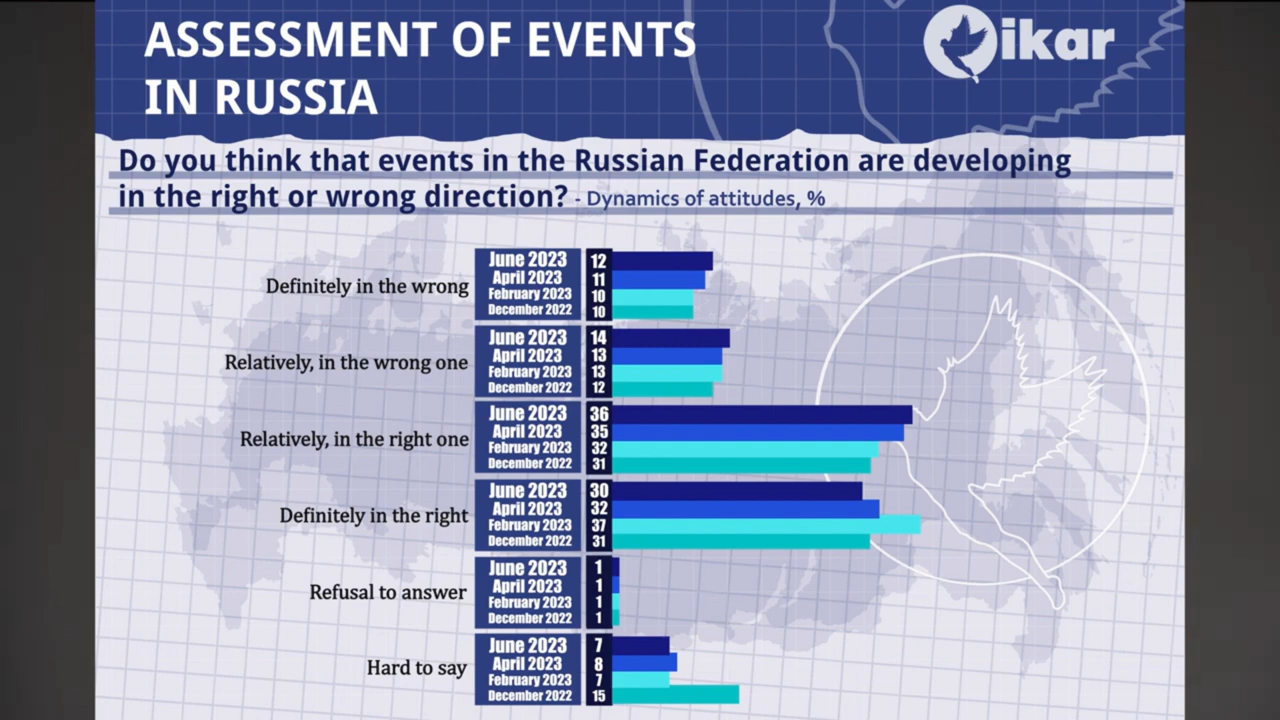 ASSESSMENT OF EVENTS
IN RUSSIA
ikar
Do you think that events in the Russian Federation are developing
in the right or wrong direction? - Dynamics of attitudes, %
Definitely in the wrong
June 2023 12
April 2023 11
February 2023 10
December 2022 10
Relatively, in the wrong one
June 2023 14
April 2023 13
February 2023 13
December 2022 12
Relatively, in the right one
June 2023 36
April 2023 35
February 2023 32
December 2022 31
Definitely in the right
June 2023 30
April 2023 32
February 2023 37
December 2022 31
Refusal to answer
June 2023 1
April 2023 1
February 2023 1
December 2022 1
Hard to say
June 2023 7
April 2023 8
February 2023 7
December 2022 15